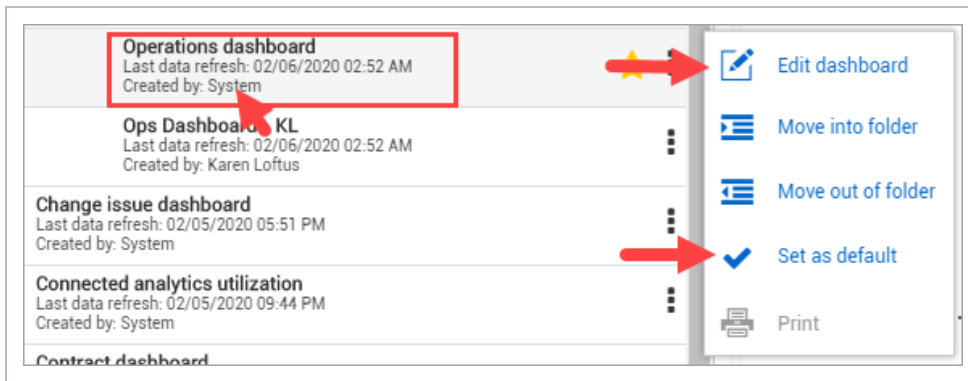 Operations dashboard
Last data refresh: 02/06/2020 02:52 AM
Created by: System
Ops Dashboard KL
Last data refresh: 02/06/2020 02:52 AM
Created by: Karen Loftus
Change issue dashboard
Last data refresh: 02/05/2020 05:51 PM
Created by: System
Connected analytics utilization
Last data refresh: 02/05/2020 09:44 PM
Created by: System
Contract dashboard
Edit dashboard
Move into folder
Move out of folder
Set as default
Print